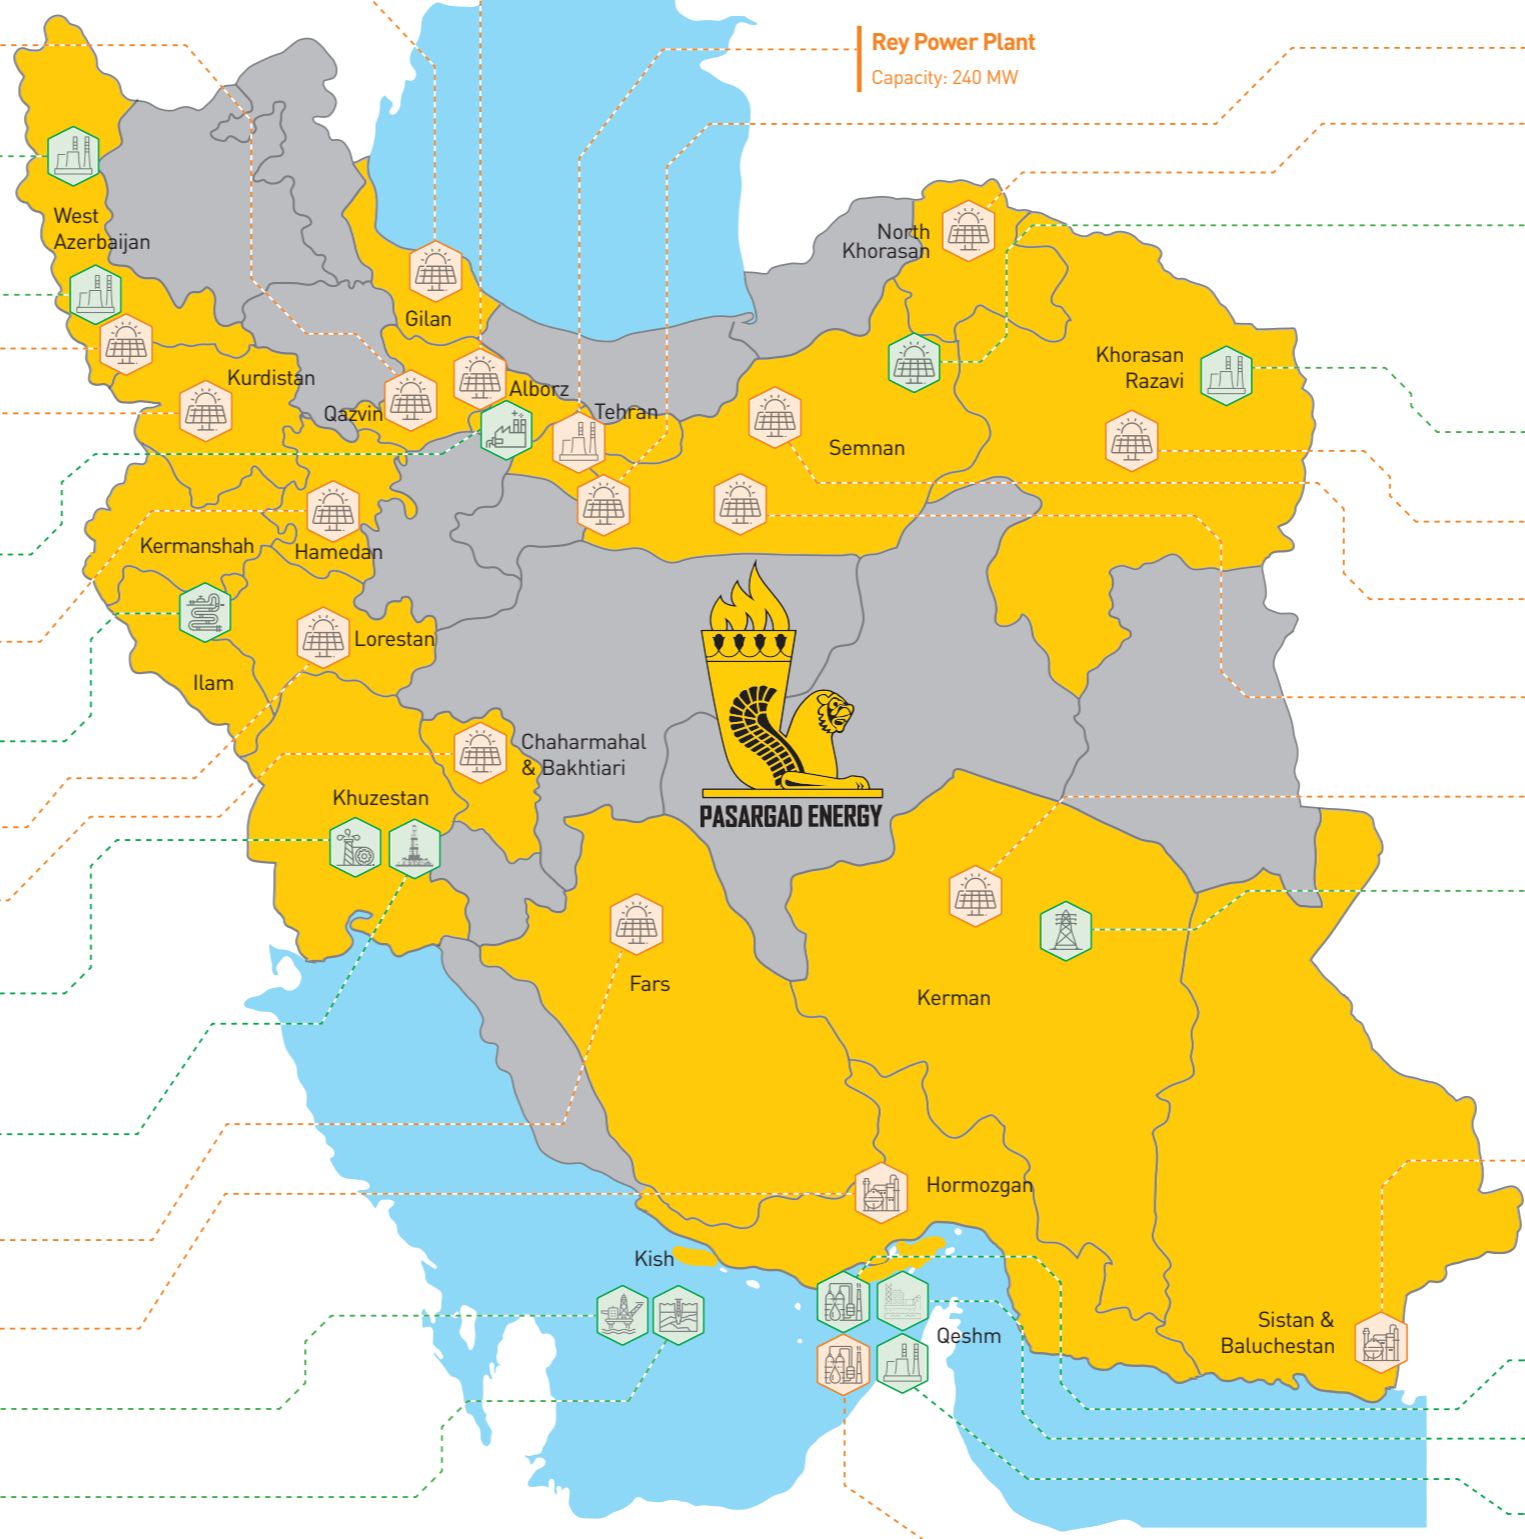 Rey Power Plant
Capacity: 240 MW
West
Azerbaijan
North
Khorasan
Gilan
Khorasan
Razavi
Kurdistan
Alborz
Qazvin
Tehran
Semnan
Kermanshah
Hamedan
Lorestan
Ilam
Chaharmahal
& Bakhtiari
Khuzestan
PASARGAD ENERGY
Fars
Kerman
Hormozgan
Kish
Qeshm
Sistan &
Baluchestan